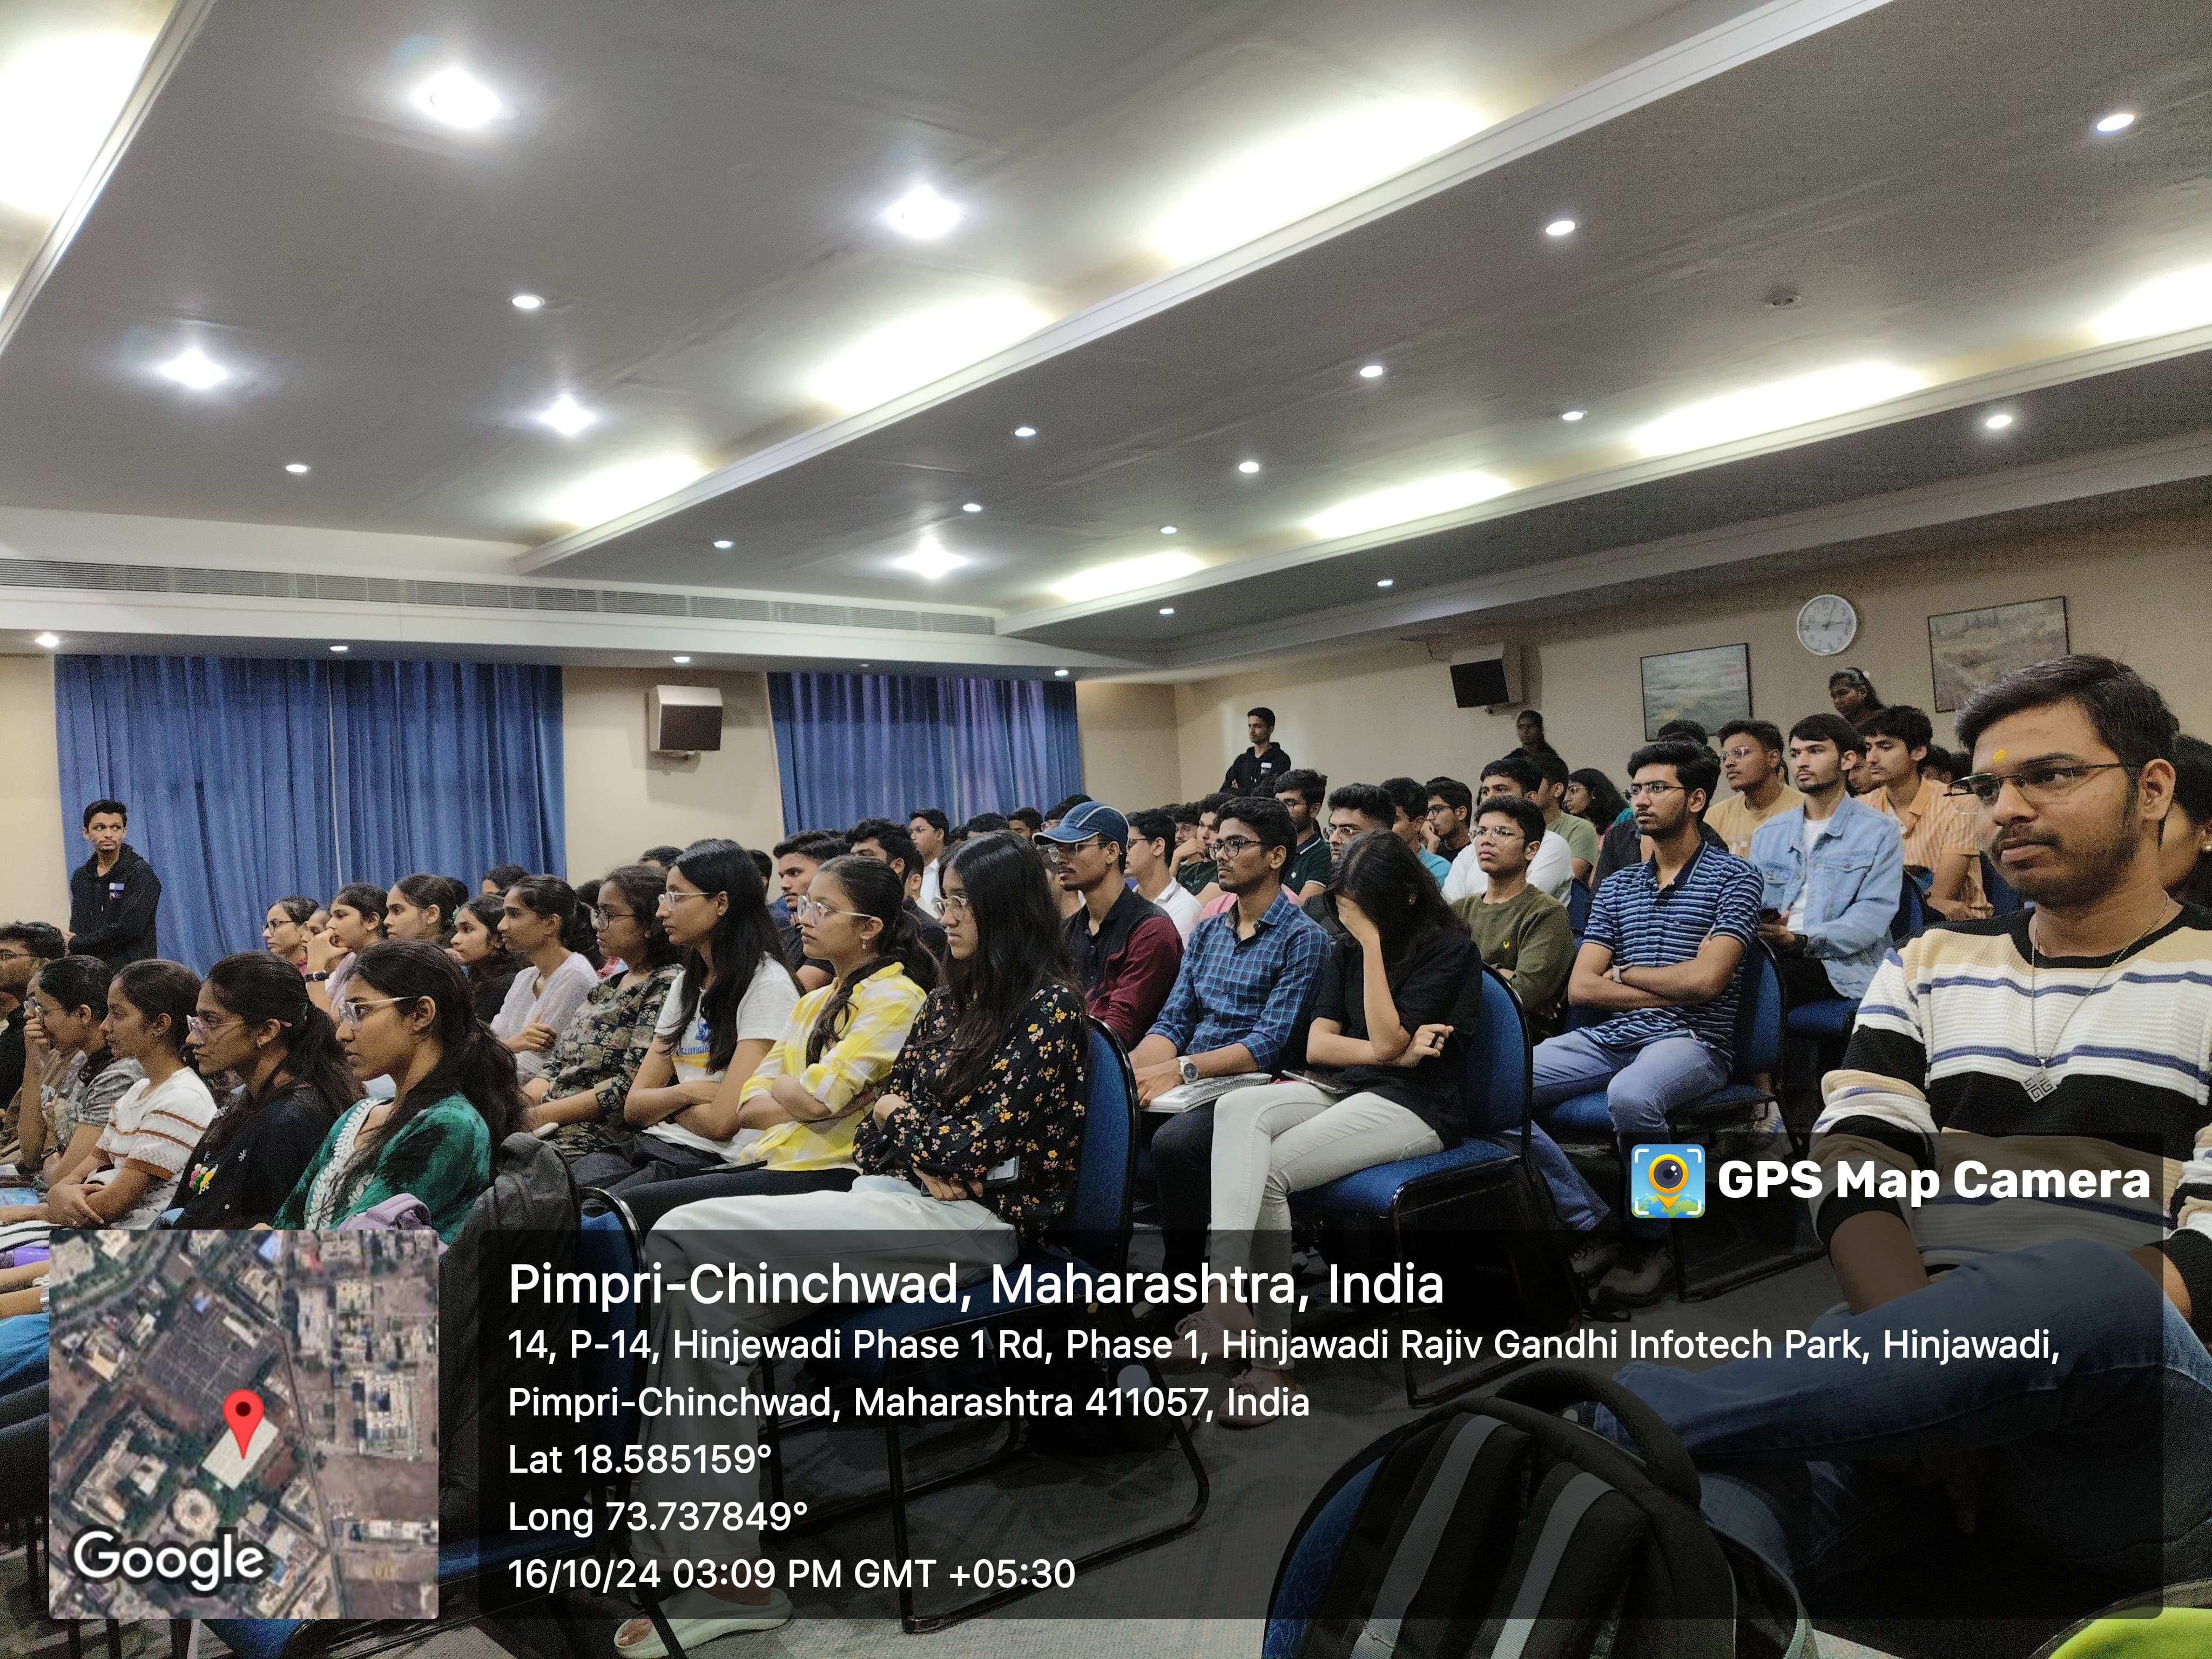 GPS Map Camera
Pimpri-Chinchwad, Maharashtra, India
14, P-14, Hinjewadi Phase 1 Rd, Phase 1, Hinjawadi Rajiv Gandhi Infotech Park, Hinjawadi,
Pimpri-Chinchwad, Maharashtra 411057, India
Lat 18.585159°
Long 73.737849°
16/10/24 03:09 PM GMT +05:30
Google